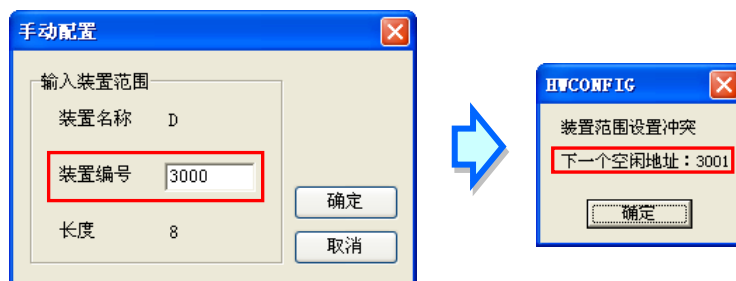 手动配置
输入装置范围
装置名称 D
装置编号 3000
长度 8
确定
取消
HWCONFIG
装置范围设置冲突
下一个空闲地址：3001
确定